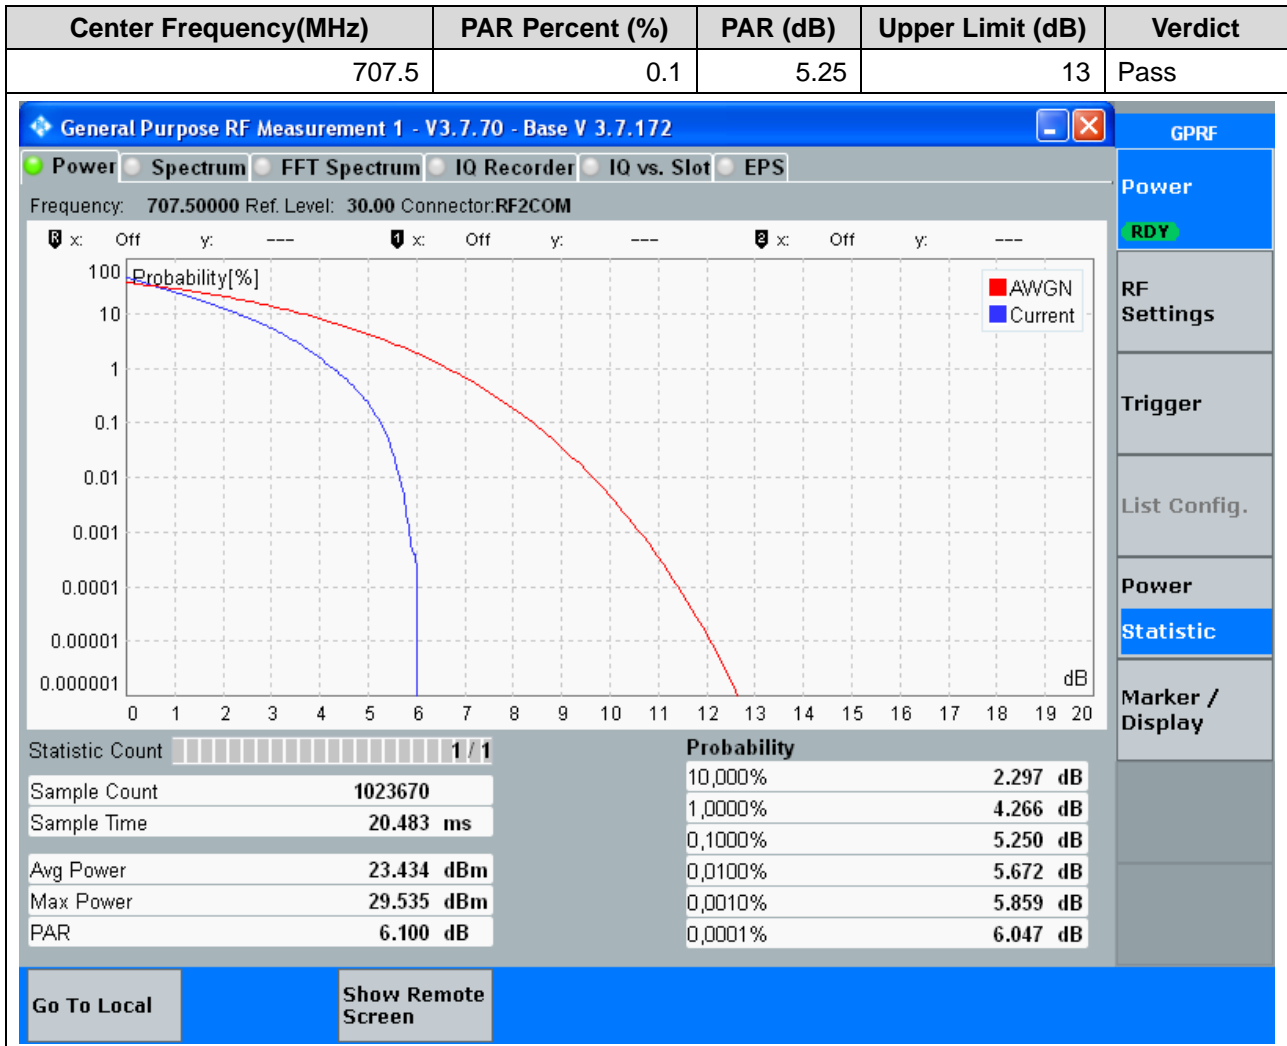 Center Frequency(MHz) PAR Percent (%) PAR (dB) Upper Limit (dB) Verdict
707.5 0.1 5.25 13 Pass
General Purpose RF Measurement 1 - V3.7.70 - Base V 3.7.172
GPRF
Power Spectrum FFT Spectrum IQ Recorder IQ vs. Slot EPS
Power
RDY
Frequency: 707.50000 Ref. Level: 30.00 Connector:RF2COM
R x: Off y: --- 1 x: Off y: --- 2 x: Off y: ---
Probability[%]
AWGN
Current
100
10
1
0.1
0.01
0.001
0.0001
0.00001
0.000001
dB
0 1 2 3 4 5 6 7 8 9 10 11 12 13 14 15 16 17 18 19 20
RF
Settings
Trigger
List Config.
Power
Statistic
Marker /
Display
Statistic Count 1 / 1
Sample Count 1023670
Sample Time 20.483 ms
Avg Power 23.434 dBm
Max Power 29.535 dBm
PAR 6.100 dB
Probability
10,000% 2.297 dB
1,0000% 4.266 dB
0,1000% 5.250 dB
0,0100% 5.672 dB
0,0010% 5.859 dB
0,0001% 6.047 dB
Go To Local
Show Remote
Screen